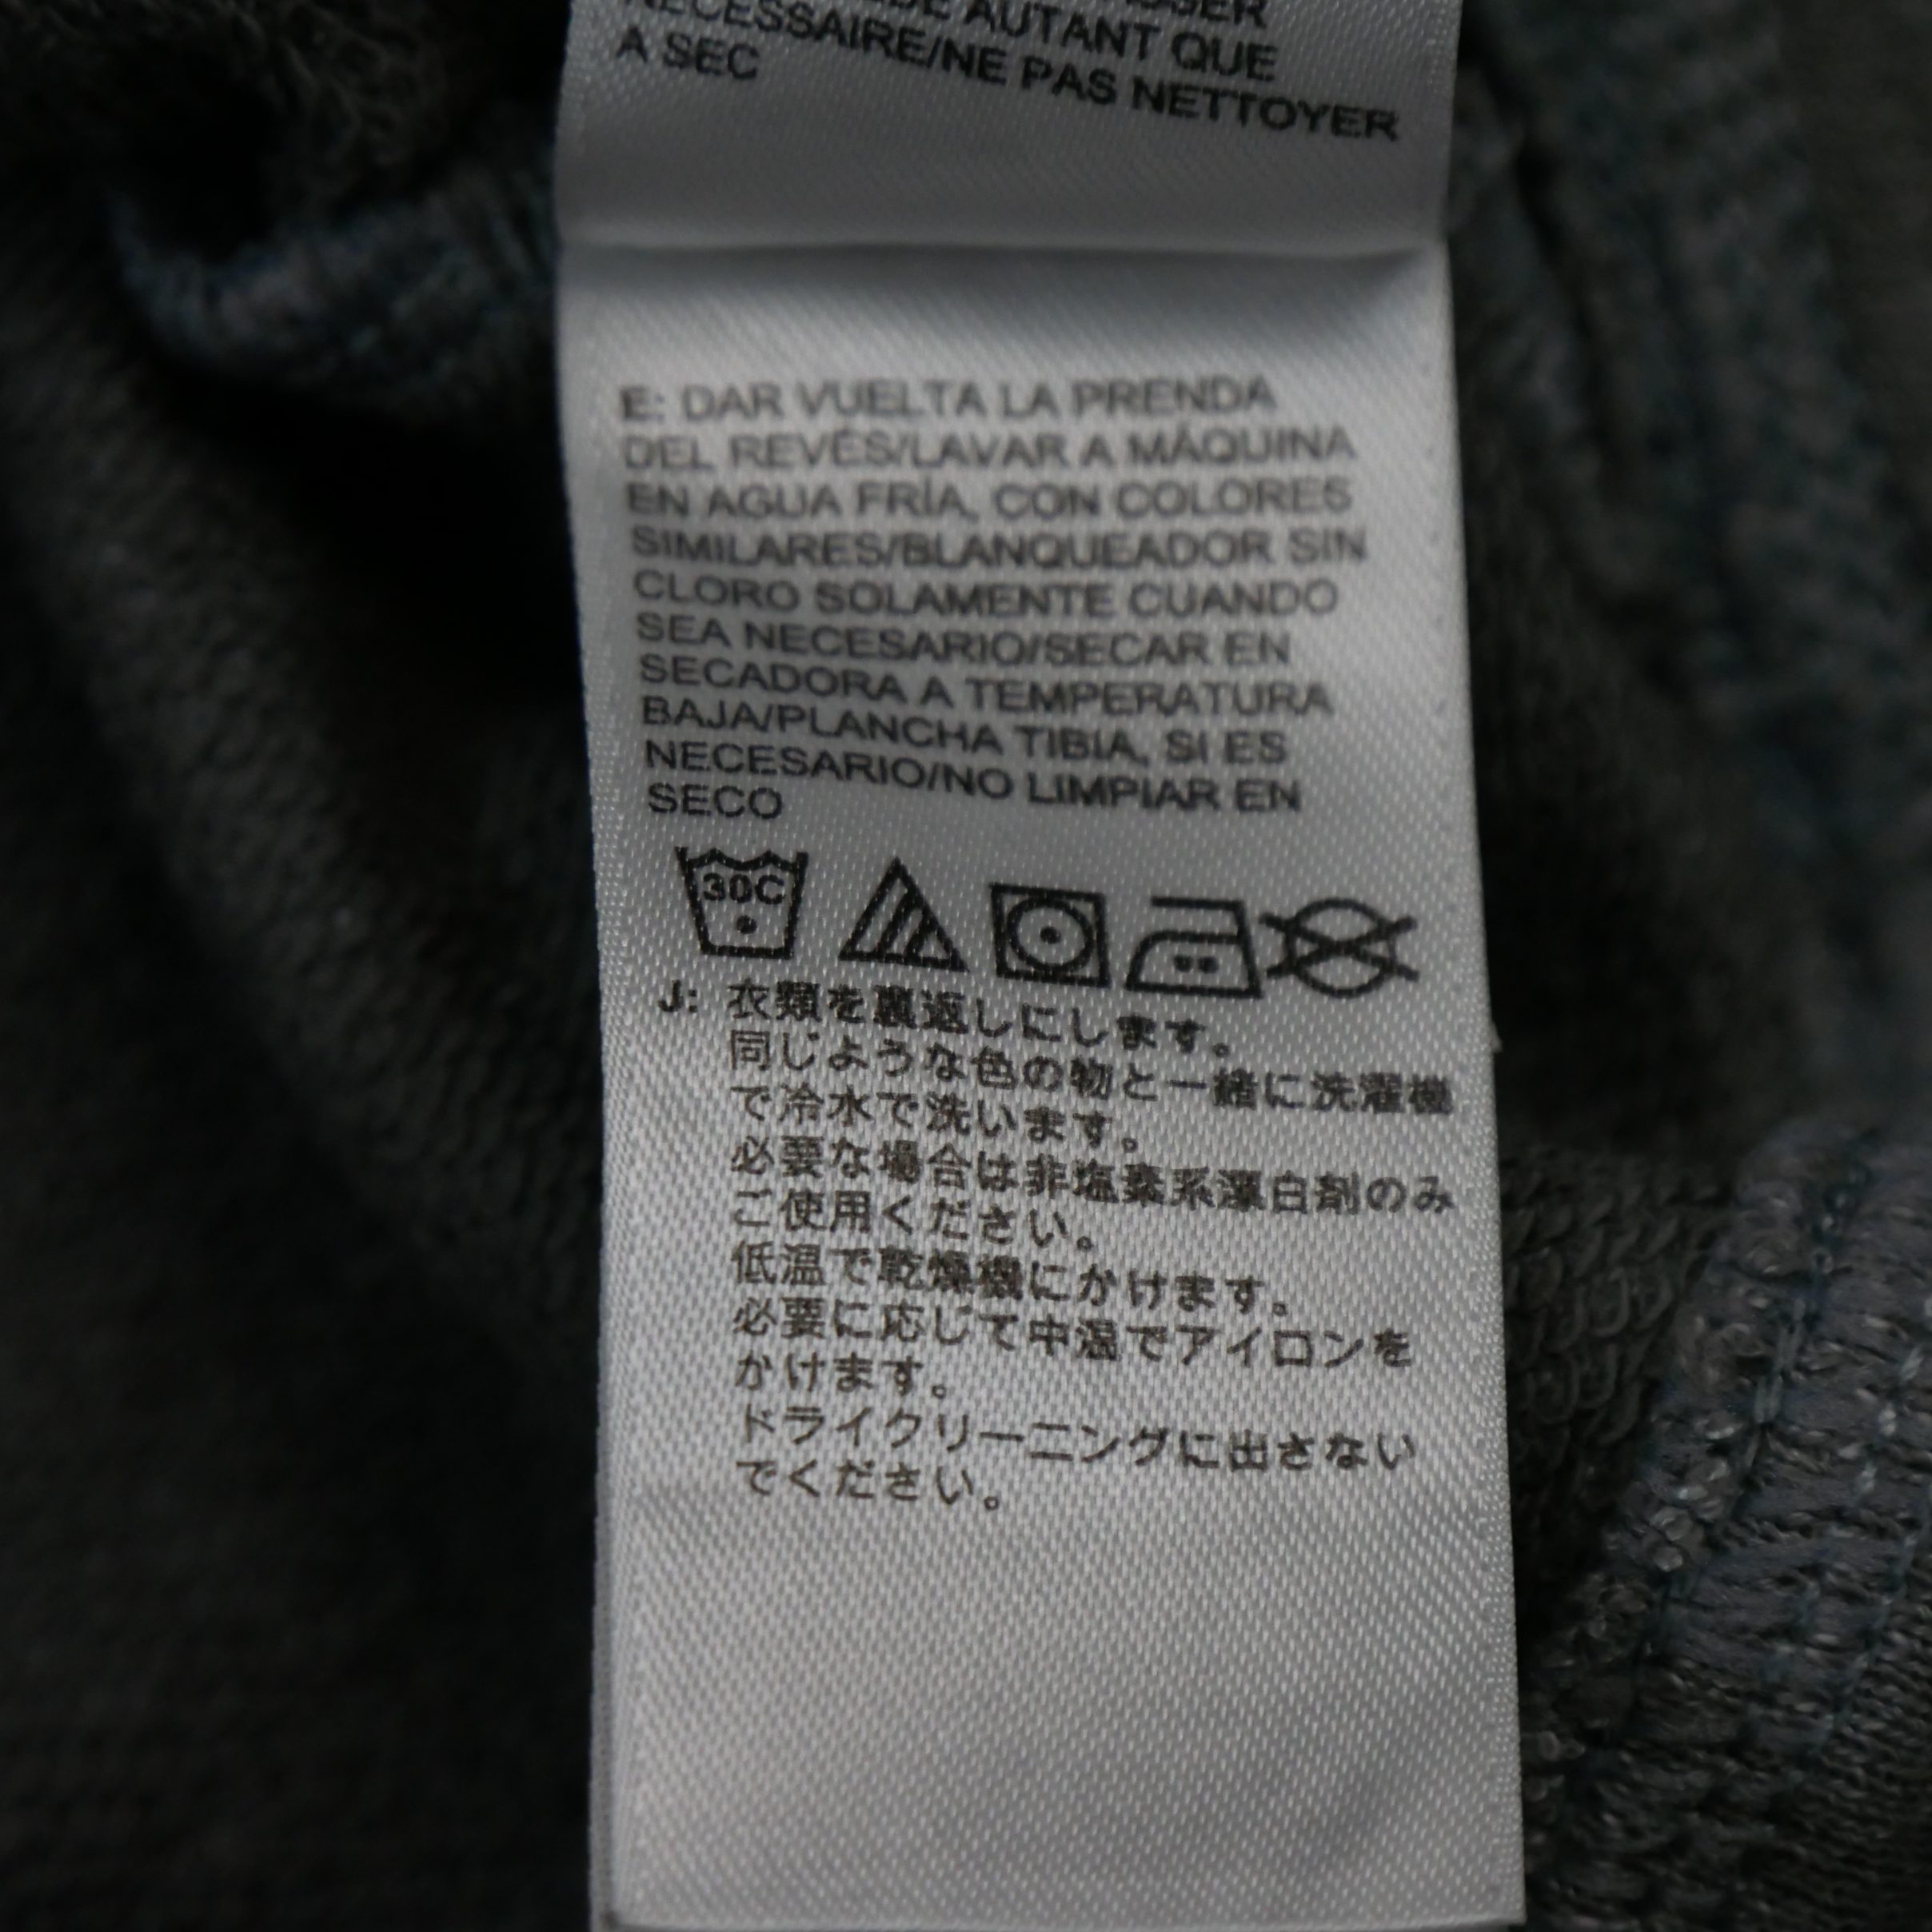 DE AUTANT QUE
NECESSAIRE/NE PAS NETTOYER
A SEC
E: DAR VUELTA LA PRENDA
DEL REVÉS/LAVAR A MÁQUINA
EN AGUA FRÍA, CON COLORES
SIMILARES/BLANQUEADOR SIN
CLORO SOLAMENTE CUANDO
SEA NECESARIO/SECAR EN
SECADORA A TEMPERATURA
BAJA/PLANCHA TIBIA, SI ES
NECESARIO/NO LIMPIAR EN
SECO
30C
J: 衣類を裏返しにします。
同じような色の物と一緒に洗濯機
で冷水で洗います。
必要な場合は非塩素系漂白剤のみ
ご使用ください。
低温で乾燥機にかけます。
必要に応じて中温でアイロンを
かけます。
ドライクリーニングに出さない
でください。